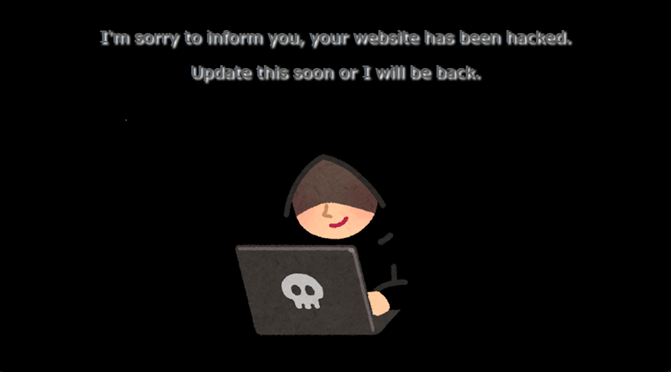 I'm sorry to inform you, your website has been hacked.
Update this soon or I will be back.